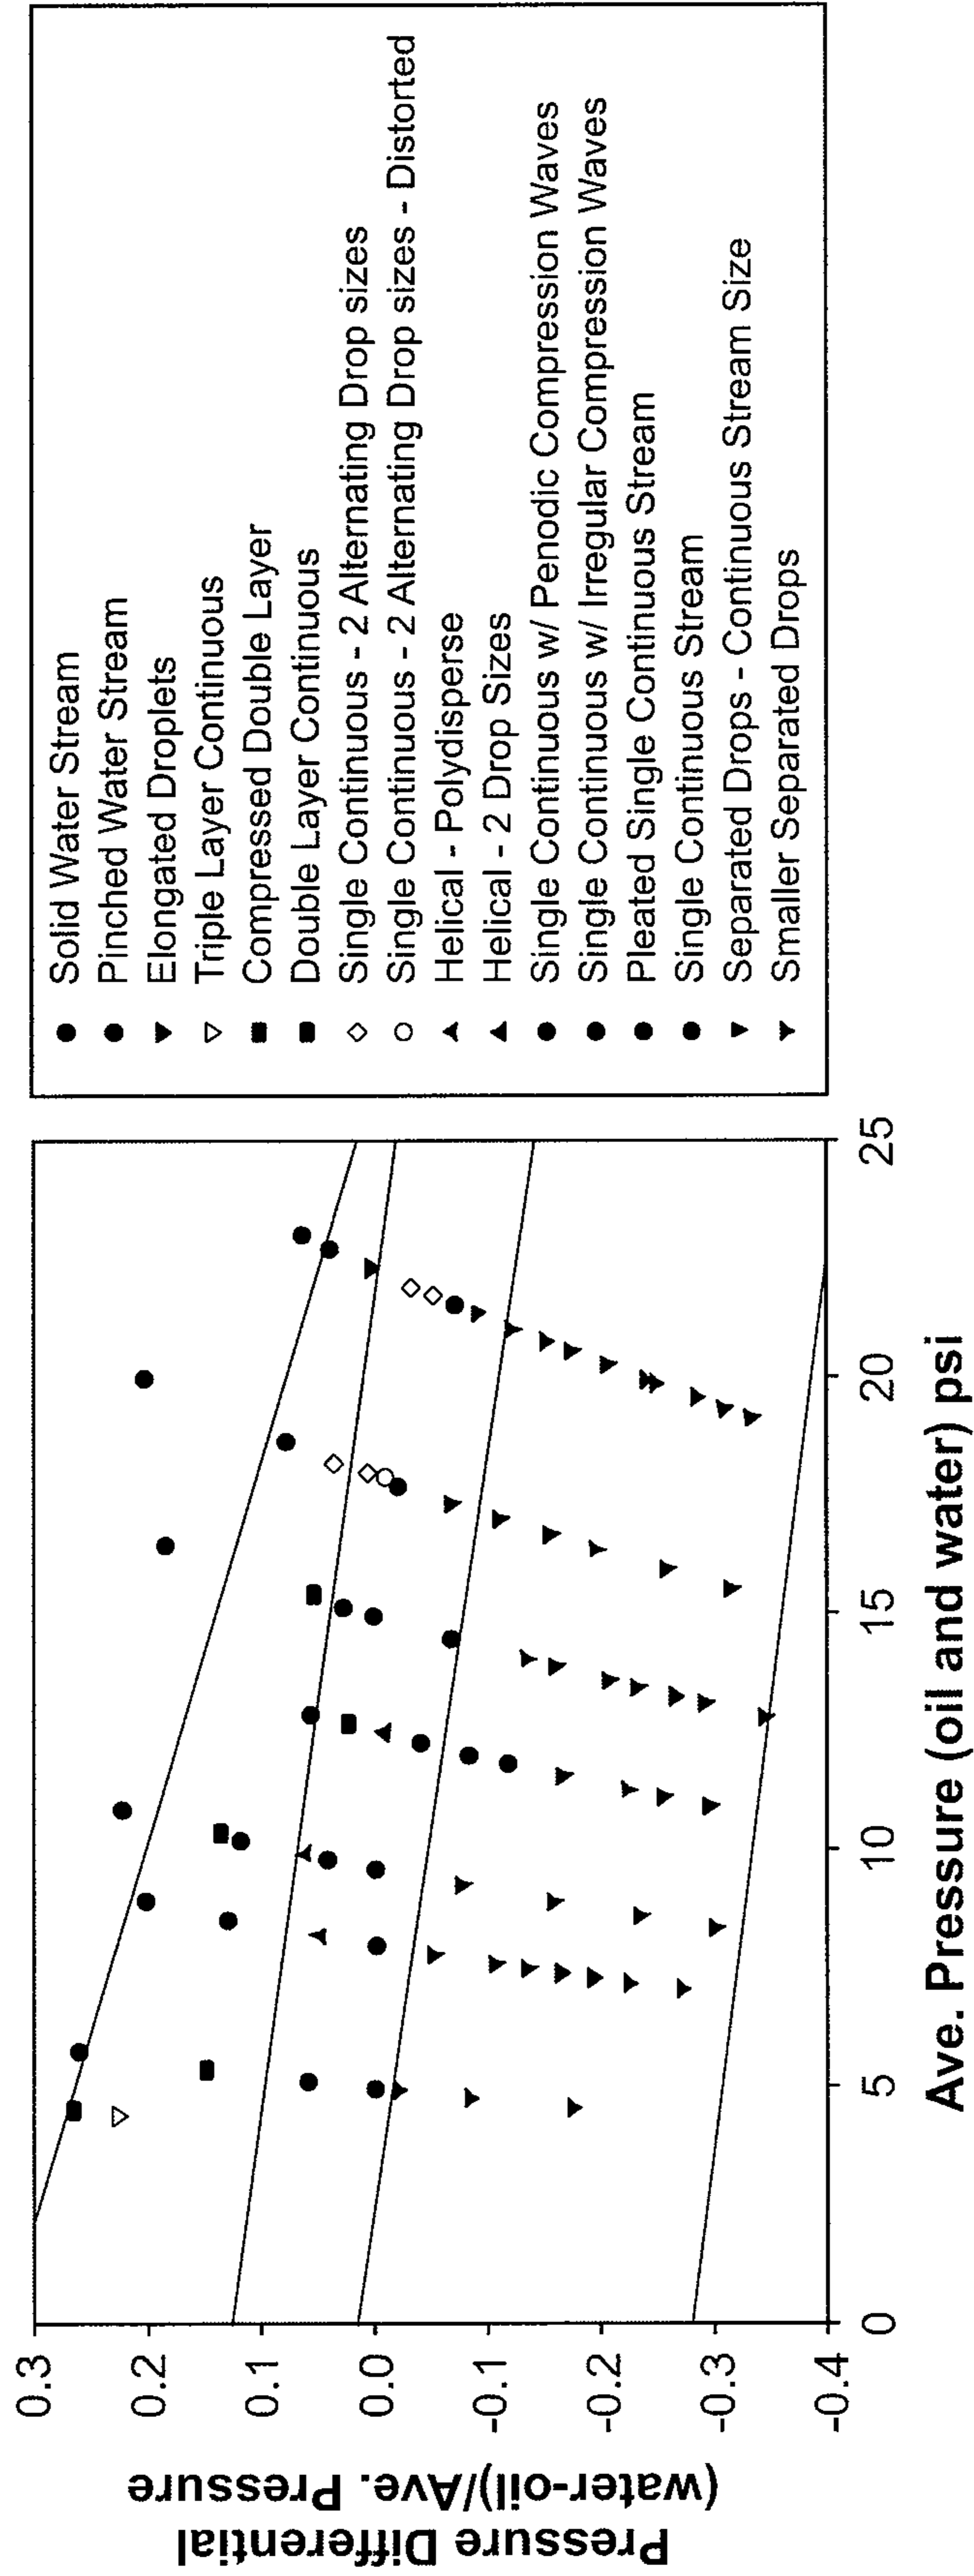 Pressure Differential
(water-oil)/Ave. Pressure
0.3
0.2
0.1
0.0
-0.1
-0.2
-0.3
-0.4
0
5
10
15
20
25
Ave. Pressure (oil and water) psi
Solid Water Stream
Pinched Water Stream
Elongated Droplets
Triple Layer Continuous
Compressed Double Layer
Double Layer Continuous
Single Continuous - 2 Alternating Drop sizes
Single Continuous - 2 Alternating Drop sizes - Distorted
Helical - Polydisperse
Helical - 2 Drop Sizes
Single Continuous w/ Penodic Compression Waves
Single Continuous w/ Irregular Compression Waves
Pleated Single Continuous Stream
Single Continuous Stream
Separated Drops - Continuous Stream Size
Smaller Separated Drops